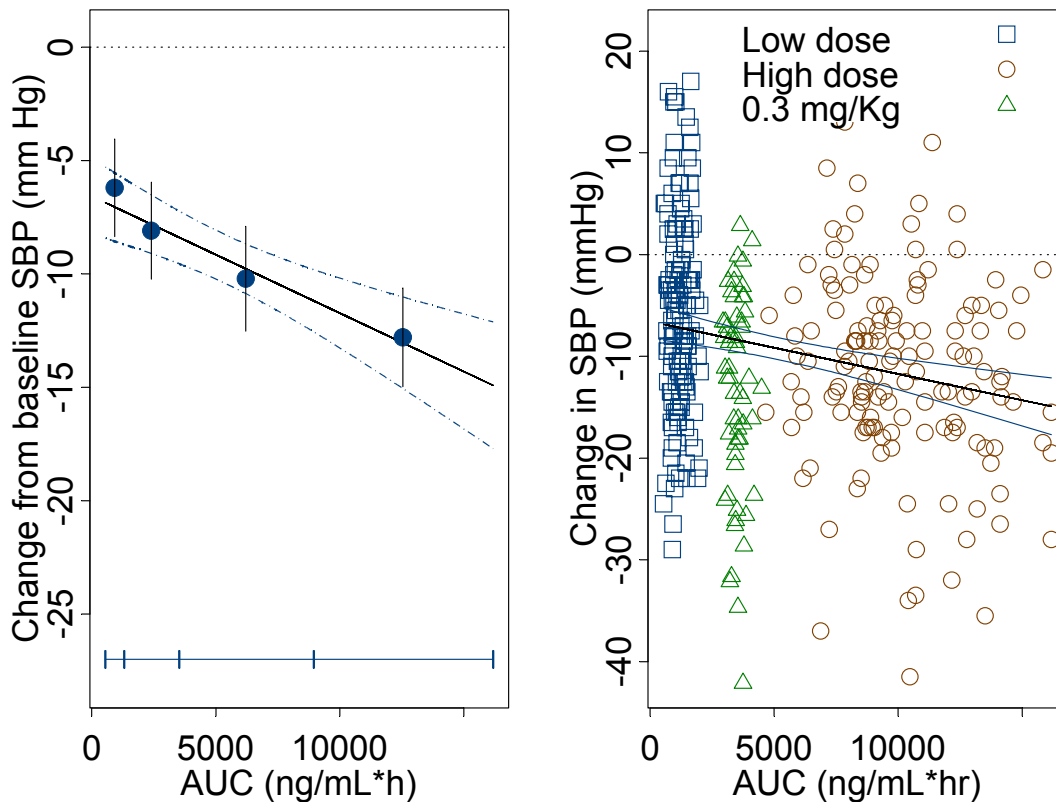 Change from baseline SBP (mm Hg)
0
-5
-10
-15
-20
-25
0
5000
10000
AUC (ng/mL*h)
Change in SBP (mmHg)
20
10
0
-10
-20
-30
-40
Low dose
High dose
0.3 mg/Kg
0
5000
10000
AUC (ng/mL*hr)